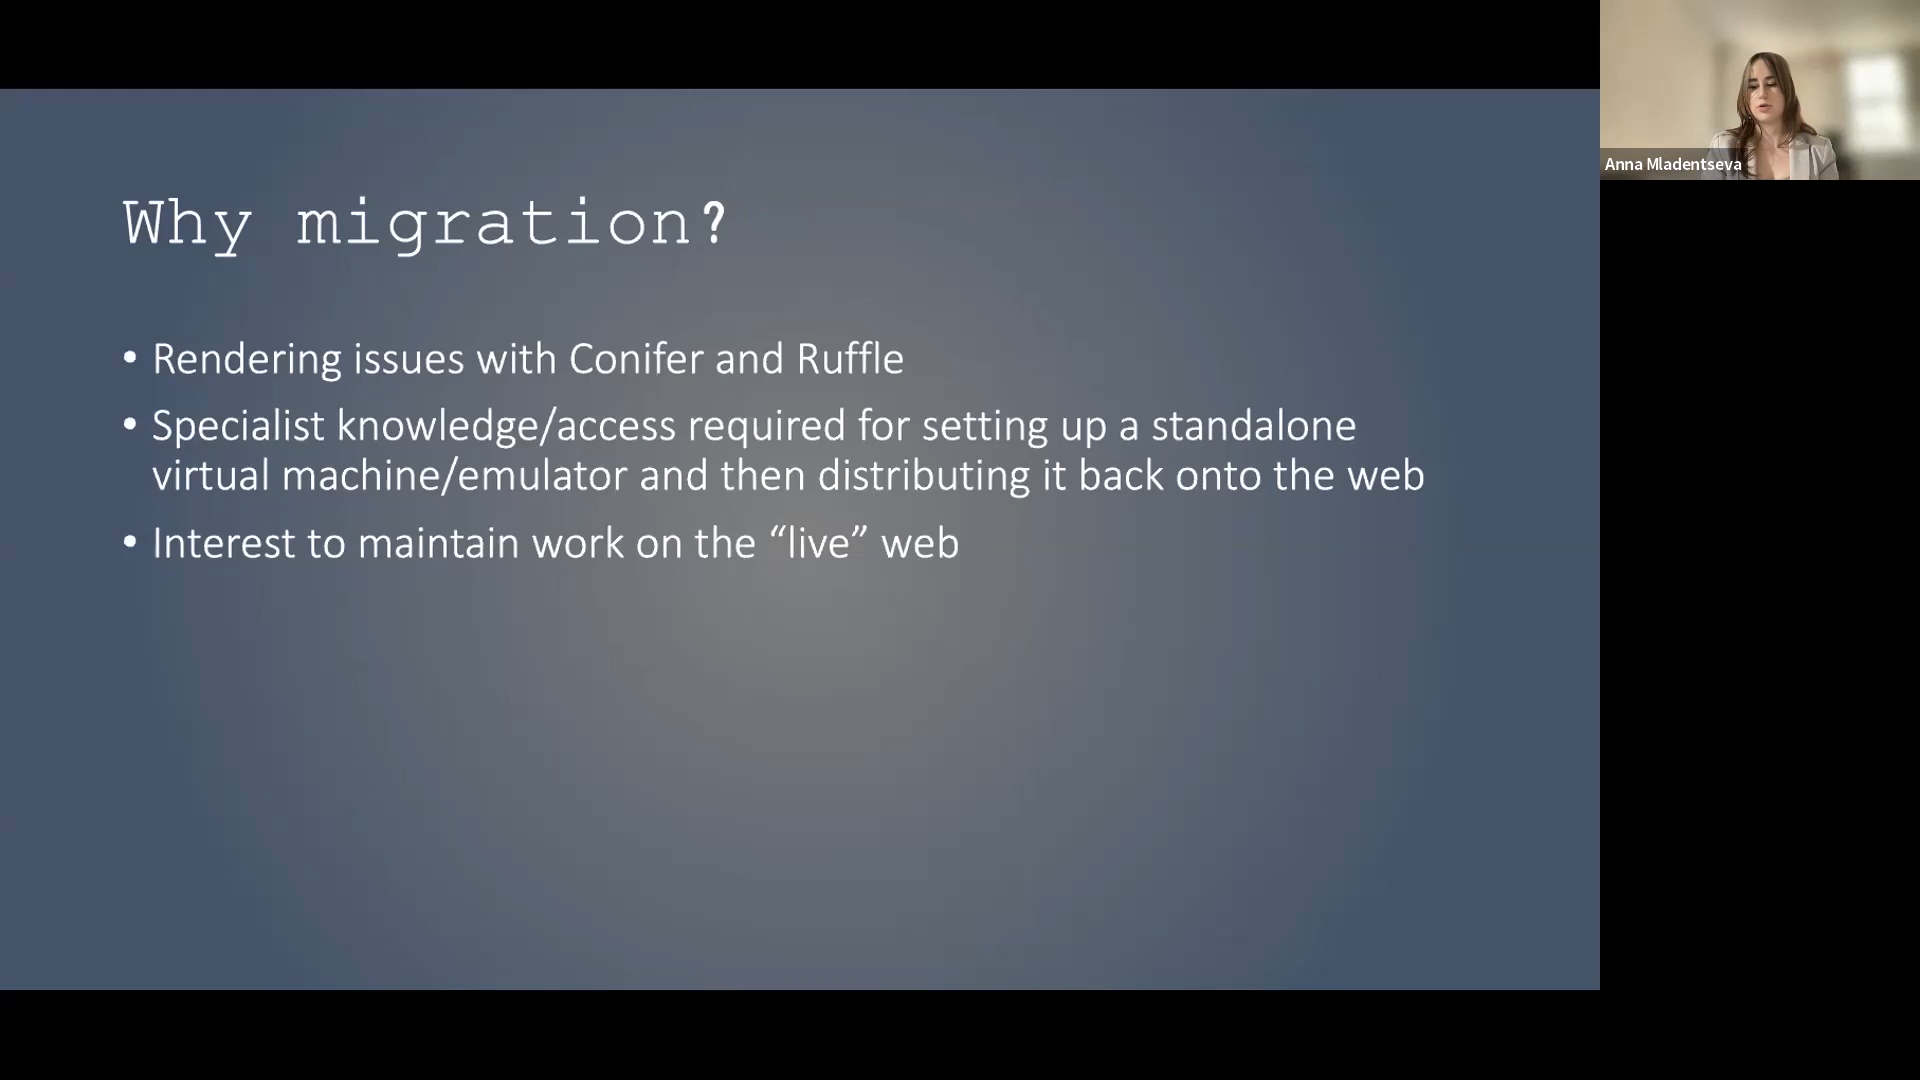 Why migration?
• Rendering issues with Conifer and Ruffle
• Specialist knowledge/access required for setting up a standalone
virtual machine/emulator and then distributing it back onto the web
• Interest to maintain work on the “live” web
Anna Mladentseva